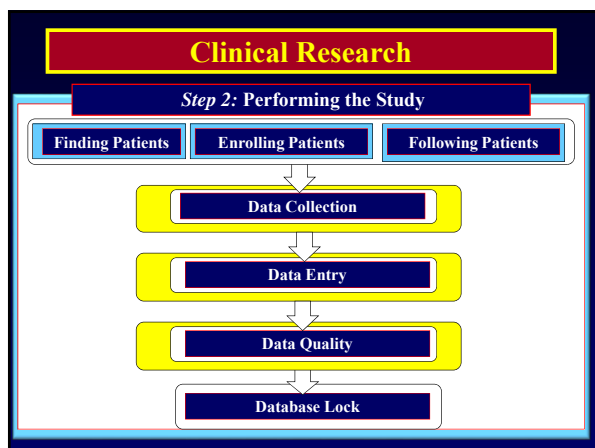 Clinical Research
Step 2: Performing the Study
Finding Patients
Enrolling Patients
Following Patients
Data Collection
Data Entry
Data Quality
Database Lock